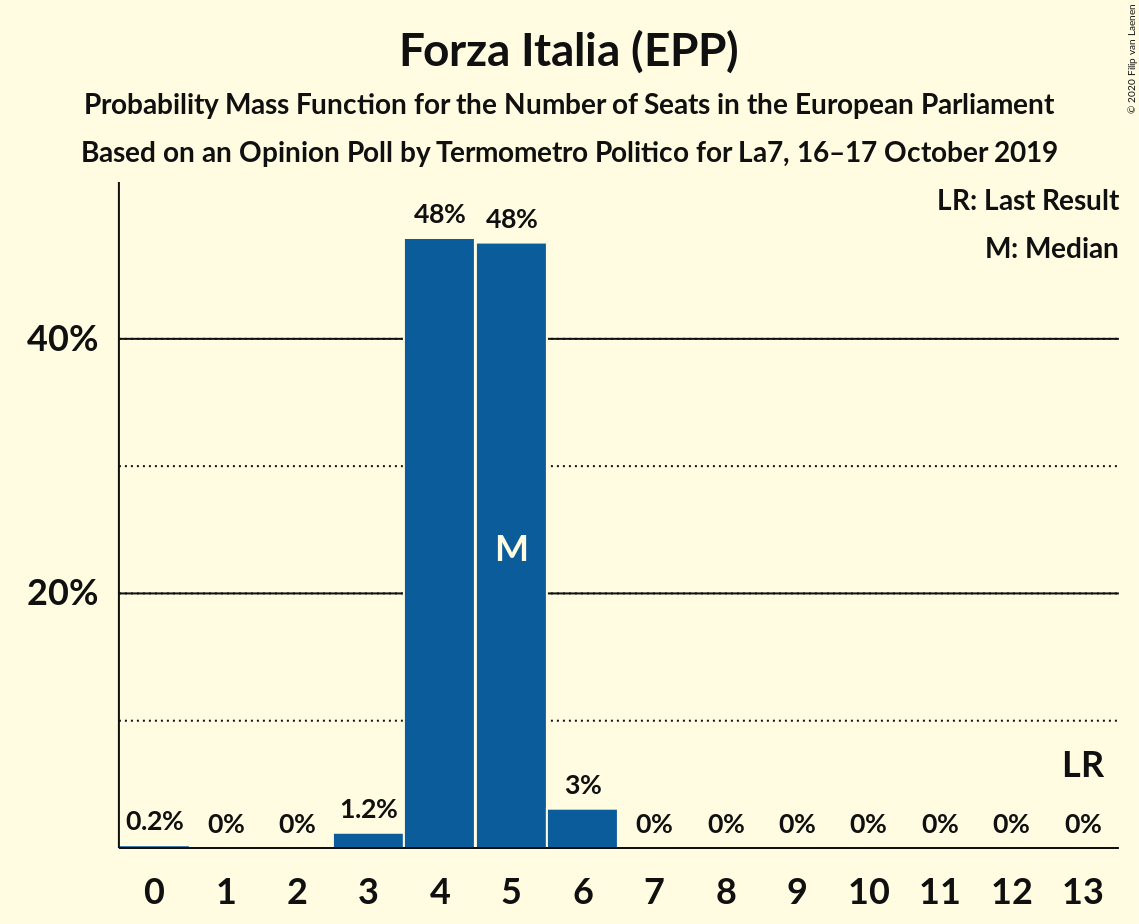 Forza Italia (EPP)
Probability Mass Function for the Number of Seats in the European Parliament
Based on an Opinion Poll by Termometro Politico for La7, 16–17 October 2019
© 2020 Filip van Laenen
LR: Last Result
M: Median
48%
48%
40%
M
20%
LR
0.2%
0%
0%
1.2%
3%
0%
0%
0%
0%
0%
0%
0%
0 1 2 3 4 5 6 7 8 9 10 11 12 13